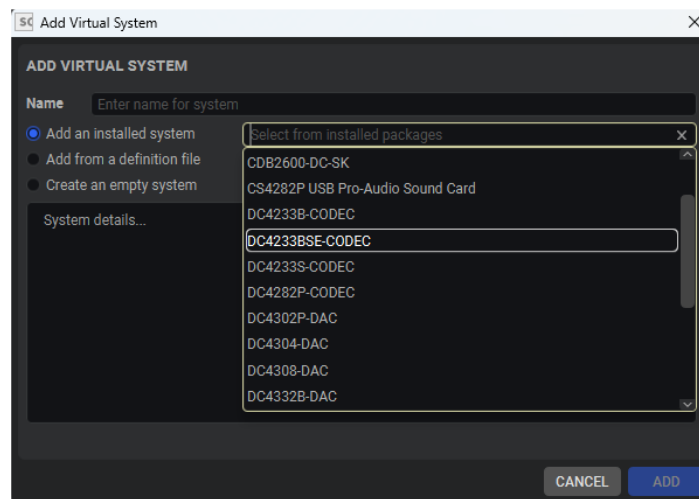 SC Add Virtual System
ADD VIRTUAL SYSTEM
Name Enter name for system
Add an installed system Select from installed packages
Add from a definition file
Create an empty system
System details...
CDB2600-DC-SK
CS4282P USB Pro-Audio Sound Card
DC4233B-CODEC
DC4233BSE-CODEC
DC4233S-CODEC
DC4282P-CODEC
DC4302P-DAC
DC4304-DAC
DC4308-DAC
DC4332B-DAC
CANCEL ADD